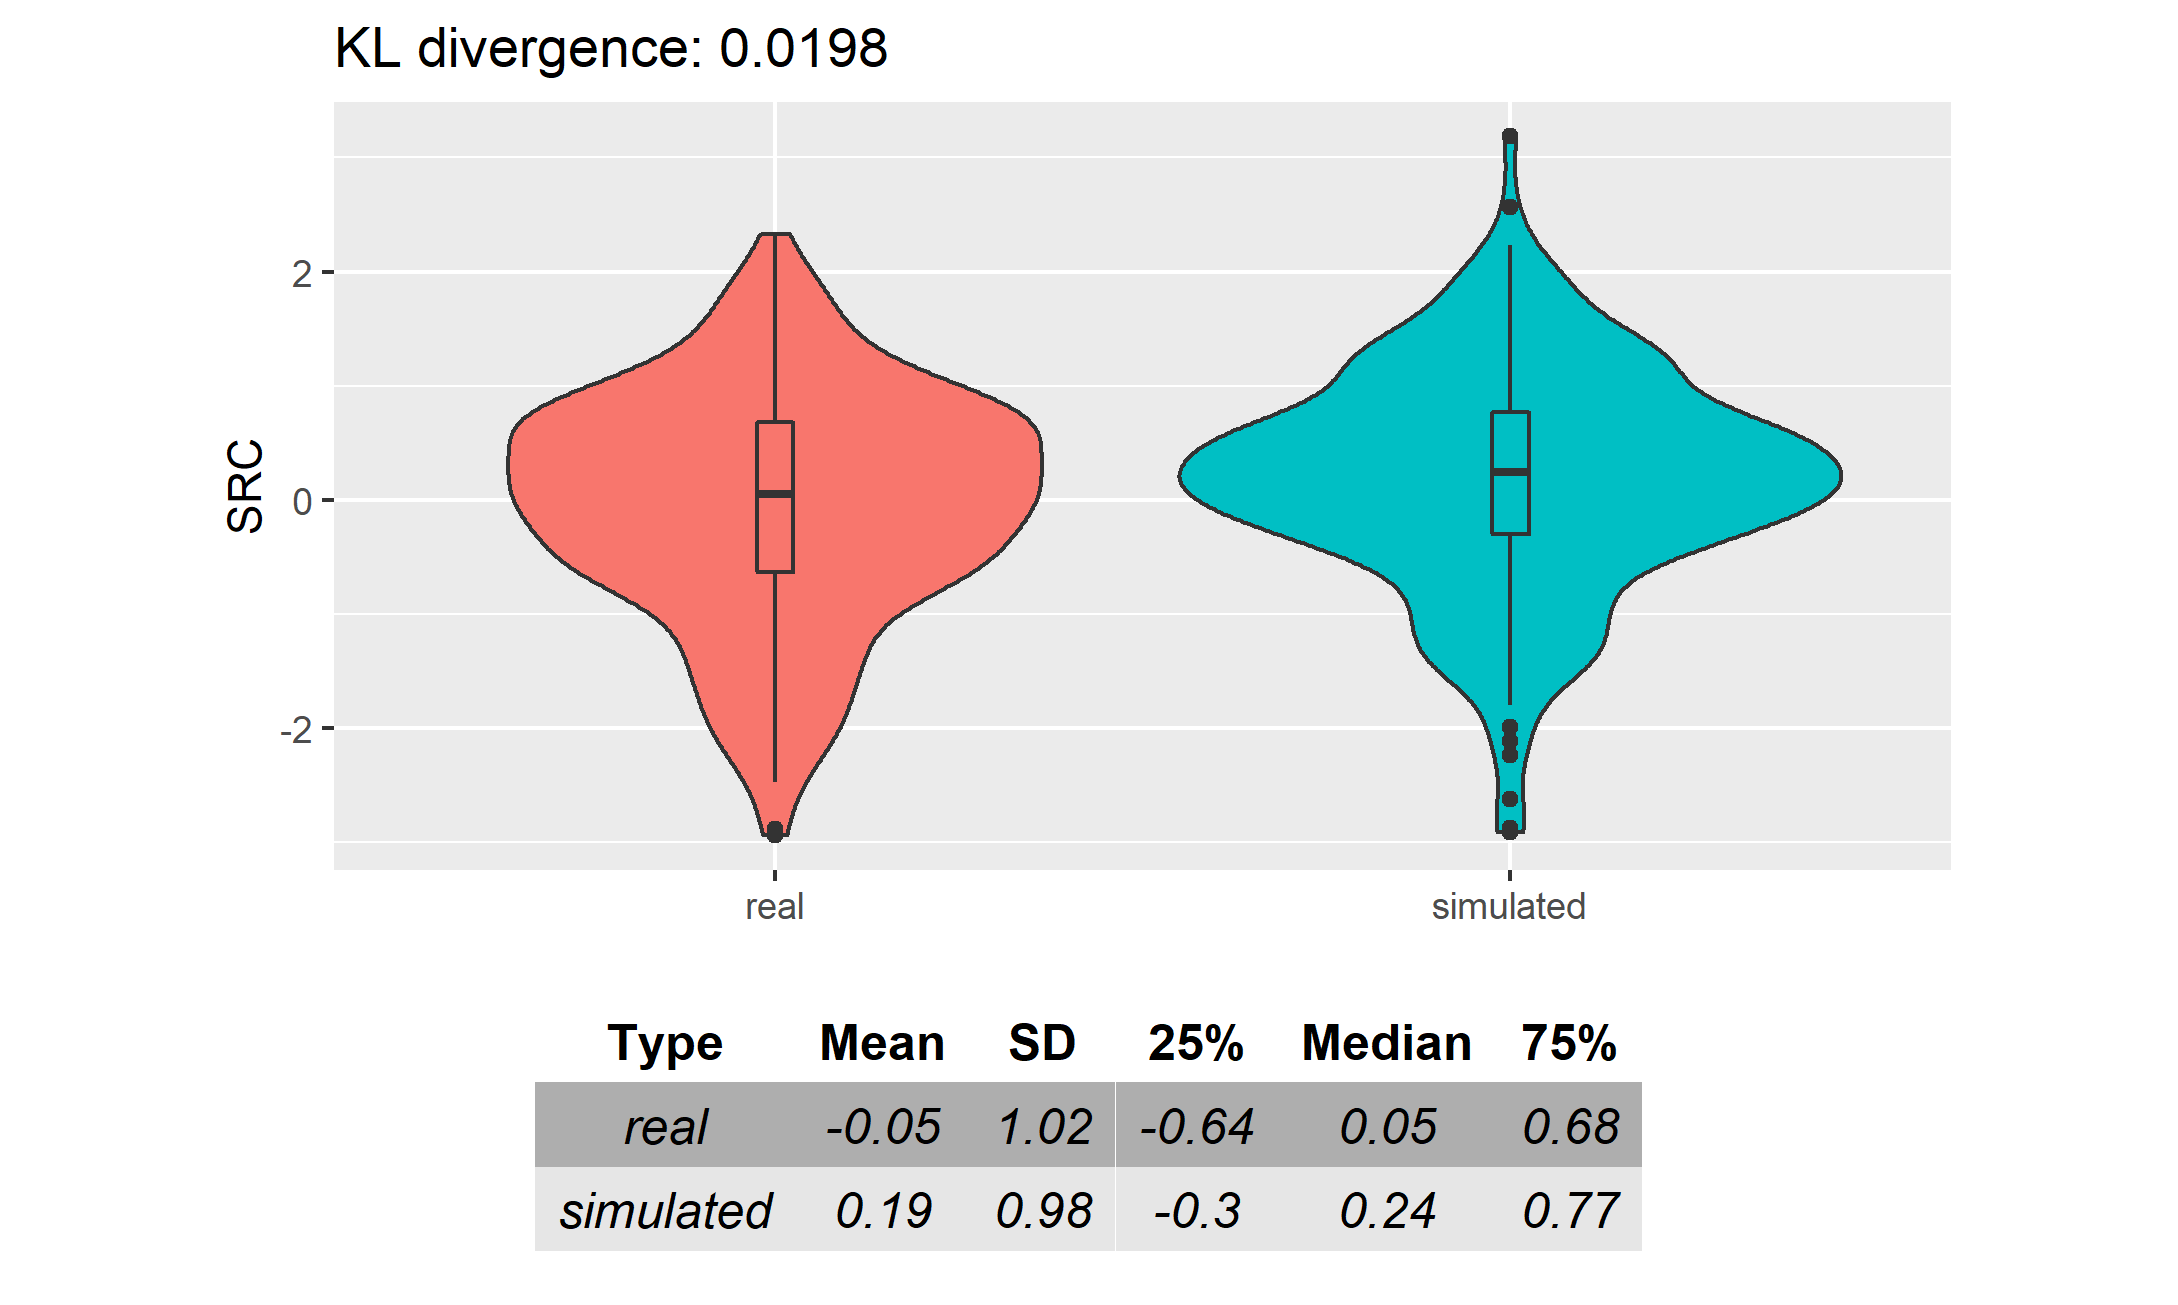 KL divergence: 0.0198
SRC
2
0
-2
real simulated
Type Mean SD 25% Median 75%
real -0.05 1.02 -0.64 0.05 0.68
simulated 0.19 0.98 -0.3 0.24 0.77